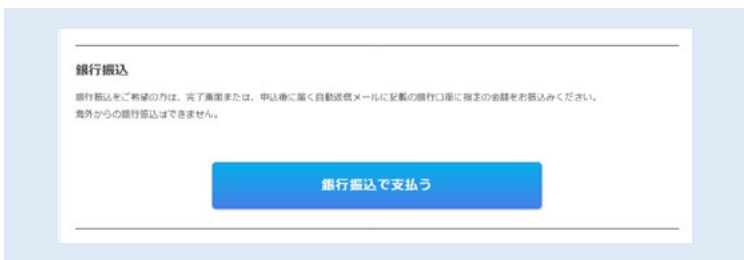 銀行振込
銀行振込をご希望の方は、完了画面または、申込後に届く自動返信メールに記載の銀行口座に指定の金額をお振込みください。
海外からの銀行振込はできません。
銀行振込で支払う